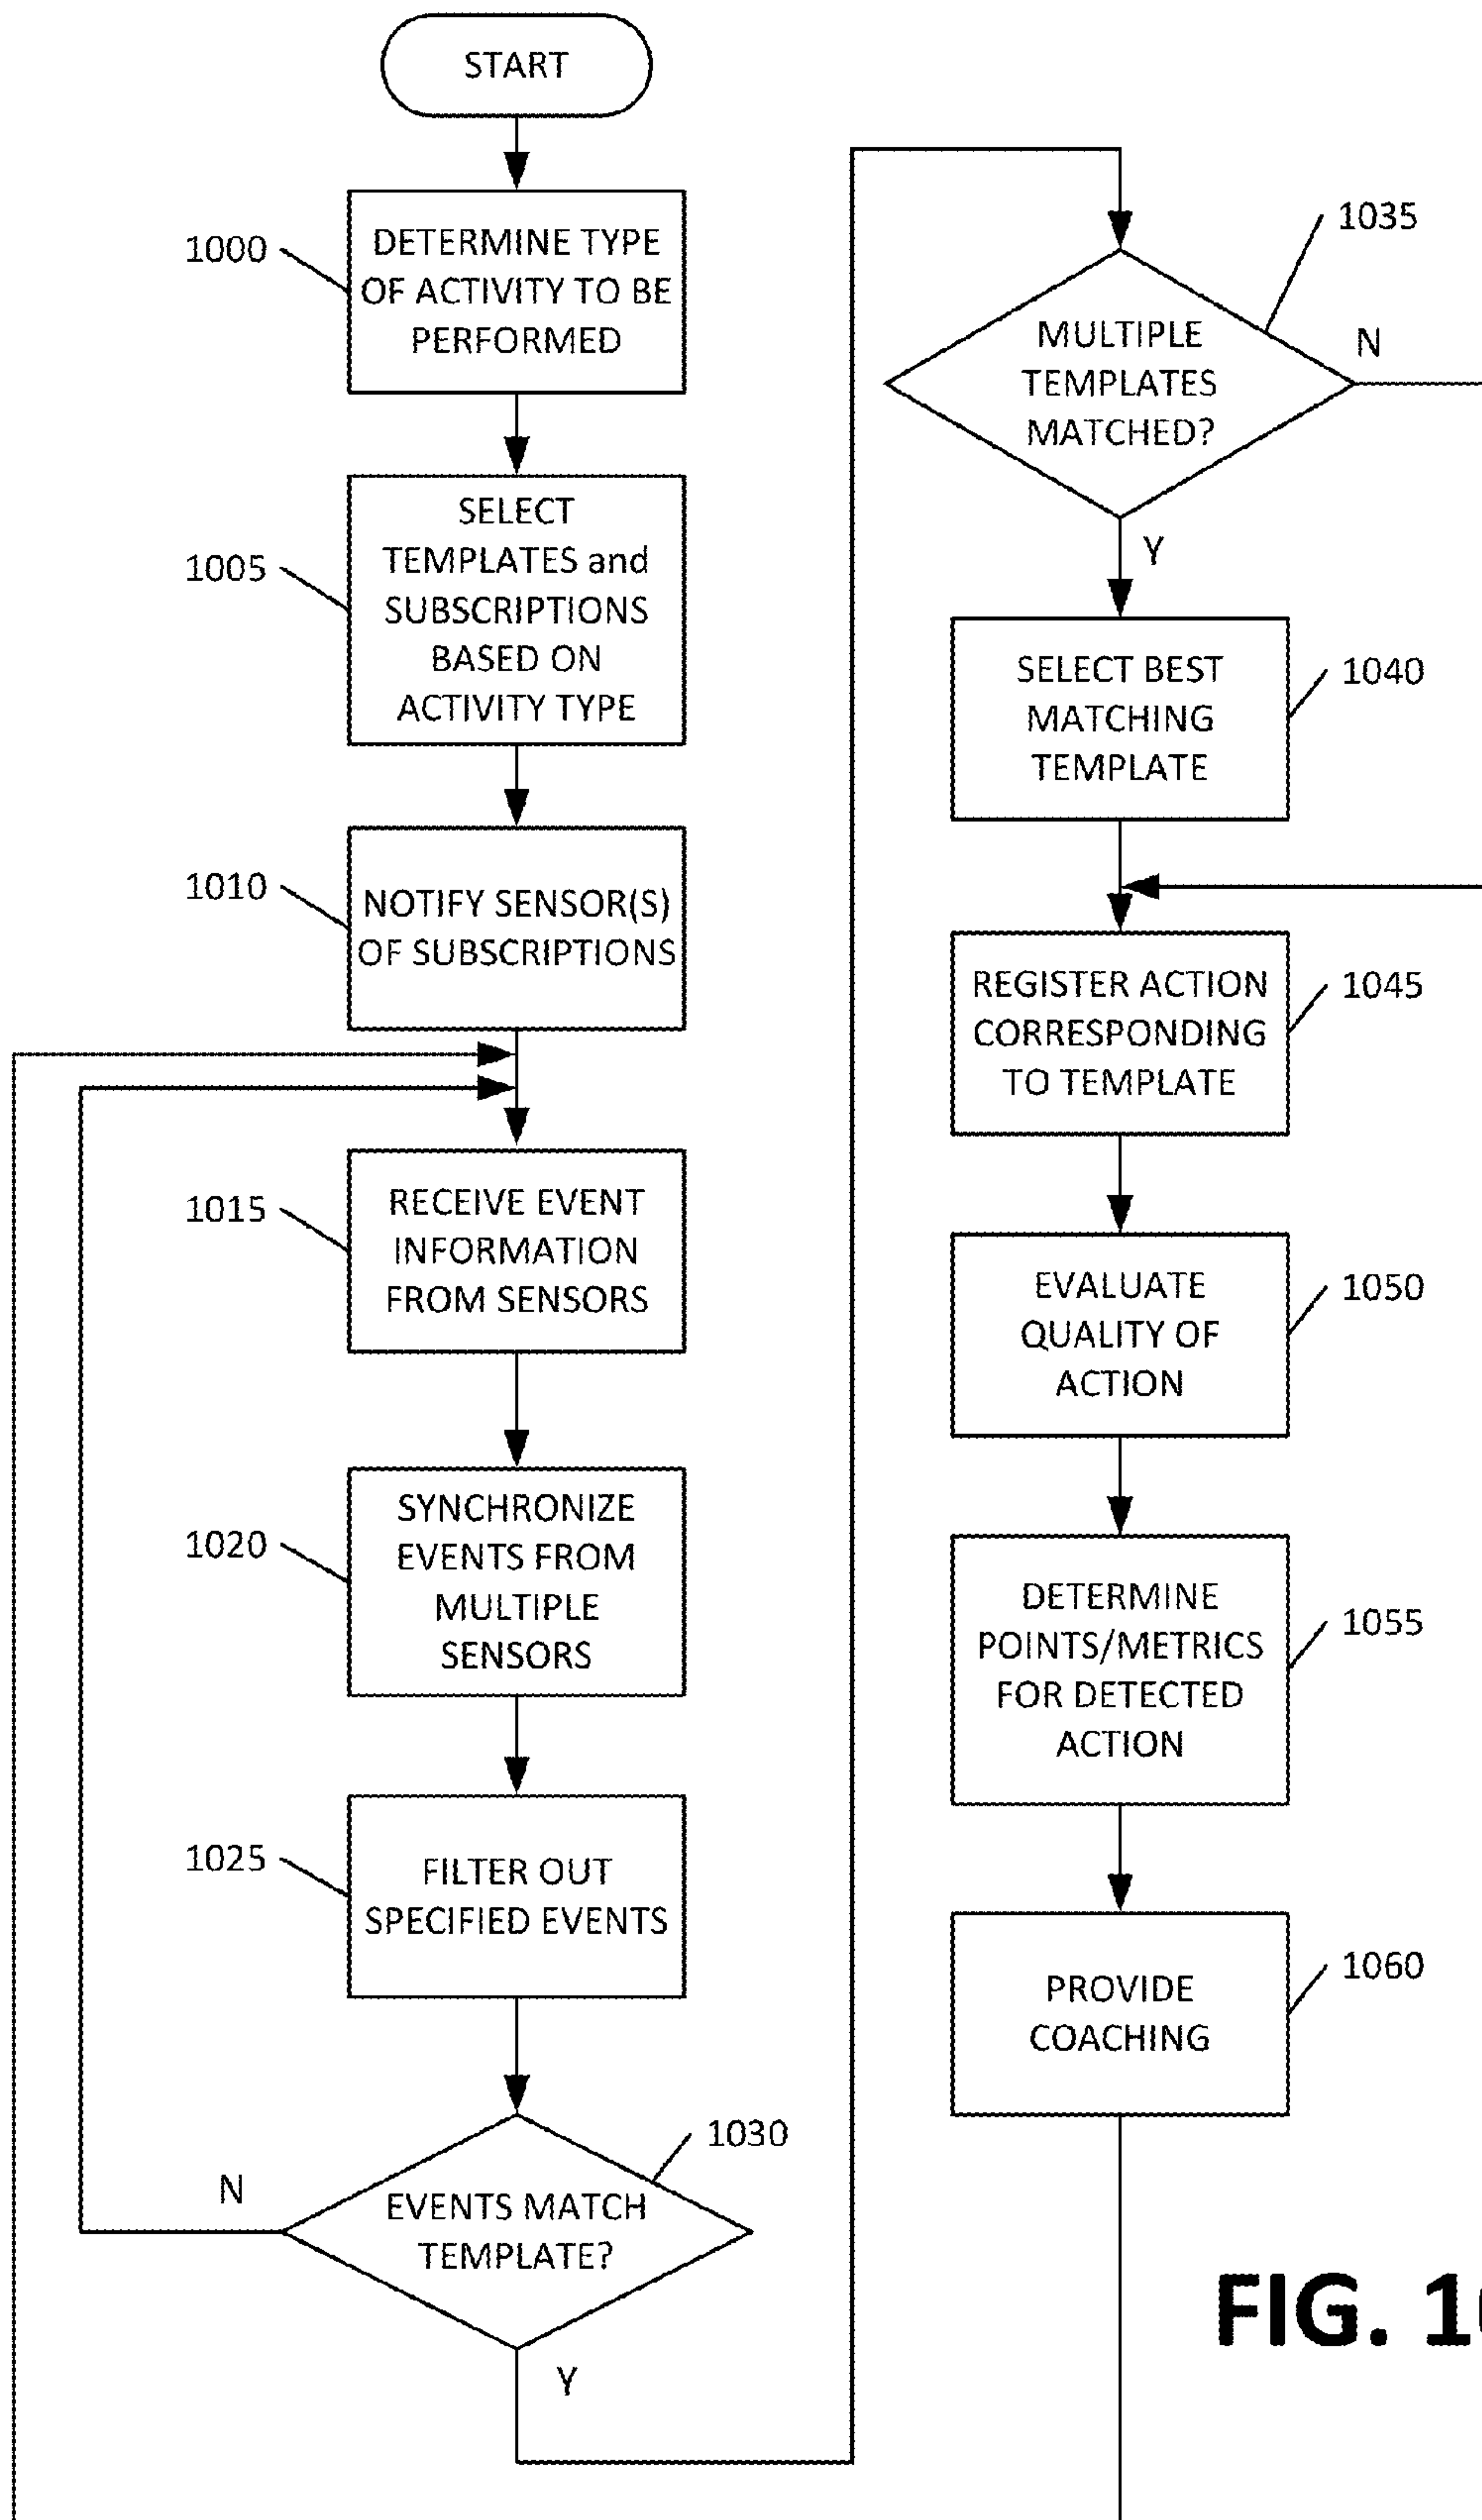 START
1000
DETERMINE TYPE
OF ACTIVITY TO BE
PERFORMED
1005
SELECT
TEMPLATES and
SUBSCRIPTIONS
BASED ON
ACTIVITY TYPE
1010
NOTIFY SENSOR(S)
OF SUBSCRIPTIONS
1015
RECEIVE EVENT
INFORMATION
FROM SENSORS
1020
SYNCHRONIZE
EVENTS FROM
MULTIPLE
SENSORS
1025
FILTER OUT
SPECIFIED EVENTS
1030
EVENTS MATCH
TEMPLATE?
N
Y
1035
MULTIPLE
TEMPLATES
MATCHED?
N
Y
1040
SELECT BEST
MATCHING
TEMPLATE
1045
REGISTER ACTION
CORRESPONDING
TO TEMPLATE
1050
EVALUATE
QUALITY OF
ACTION
1055
DETERMINE
POINTS/METRICS
FOR DETECTED
ACTION
1060
PROVIDE
COACHING
FIG.